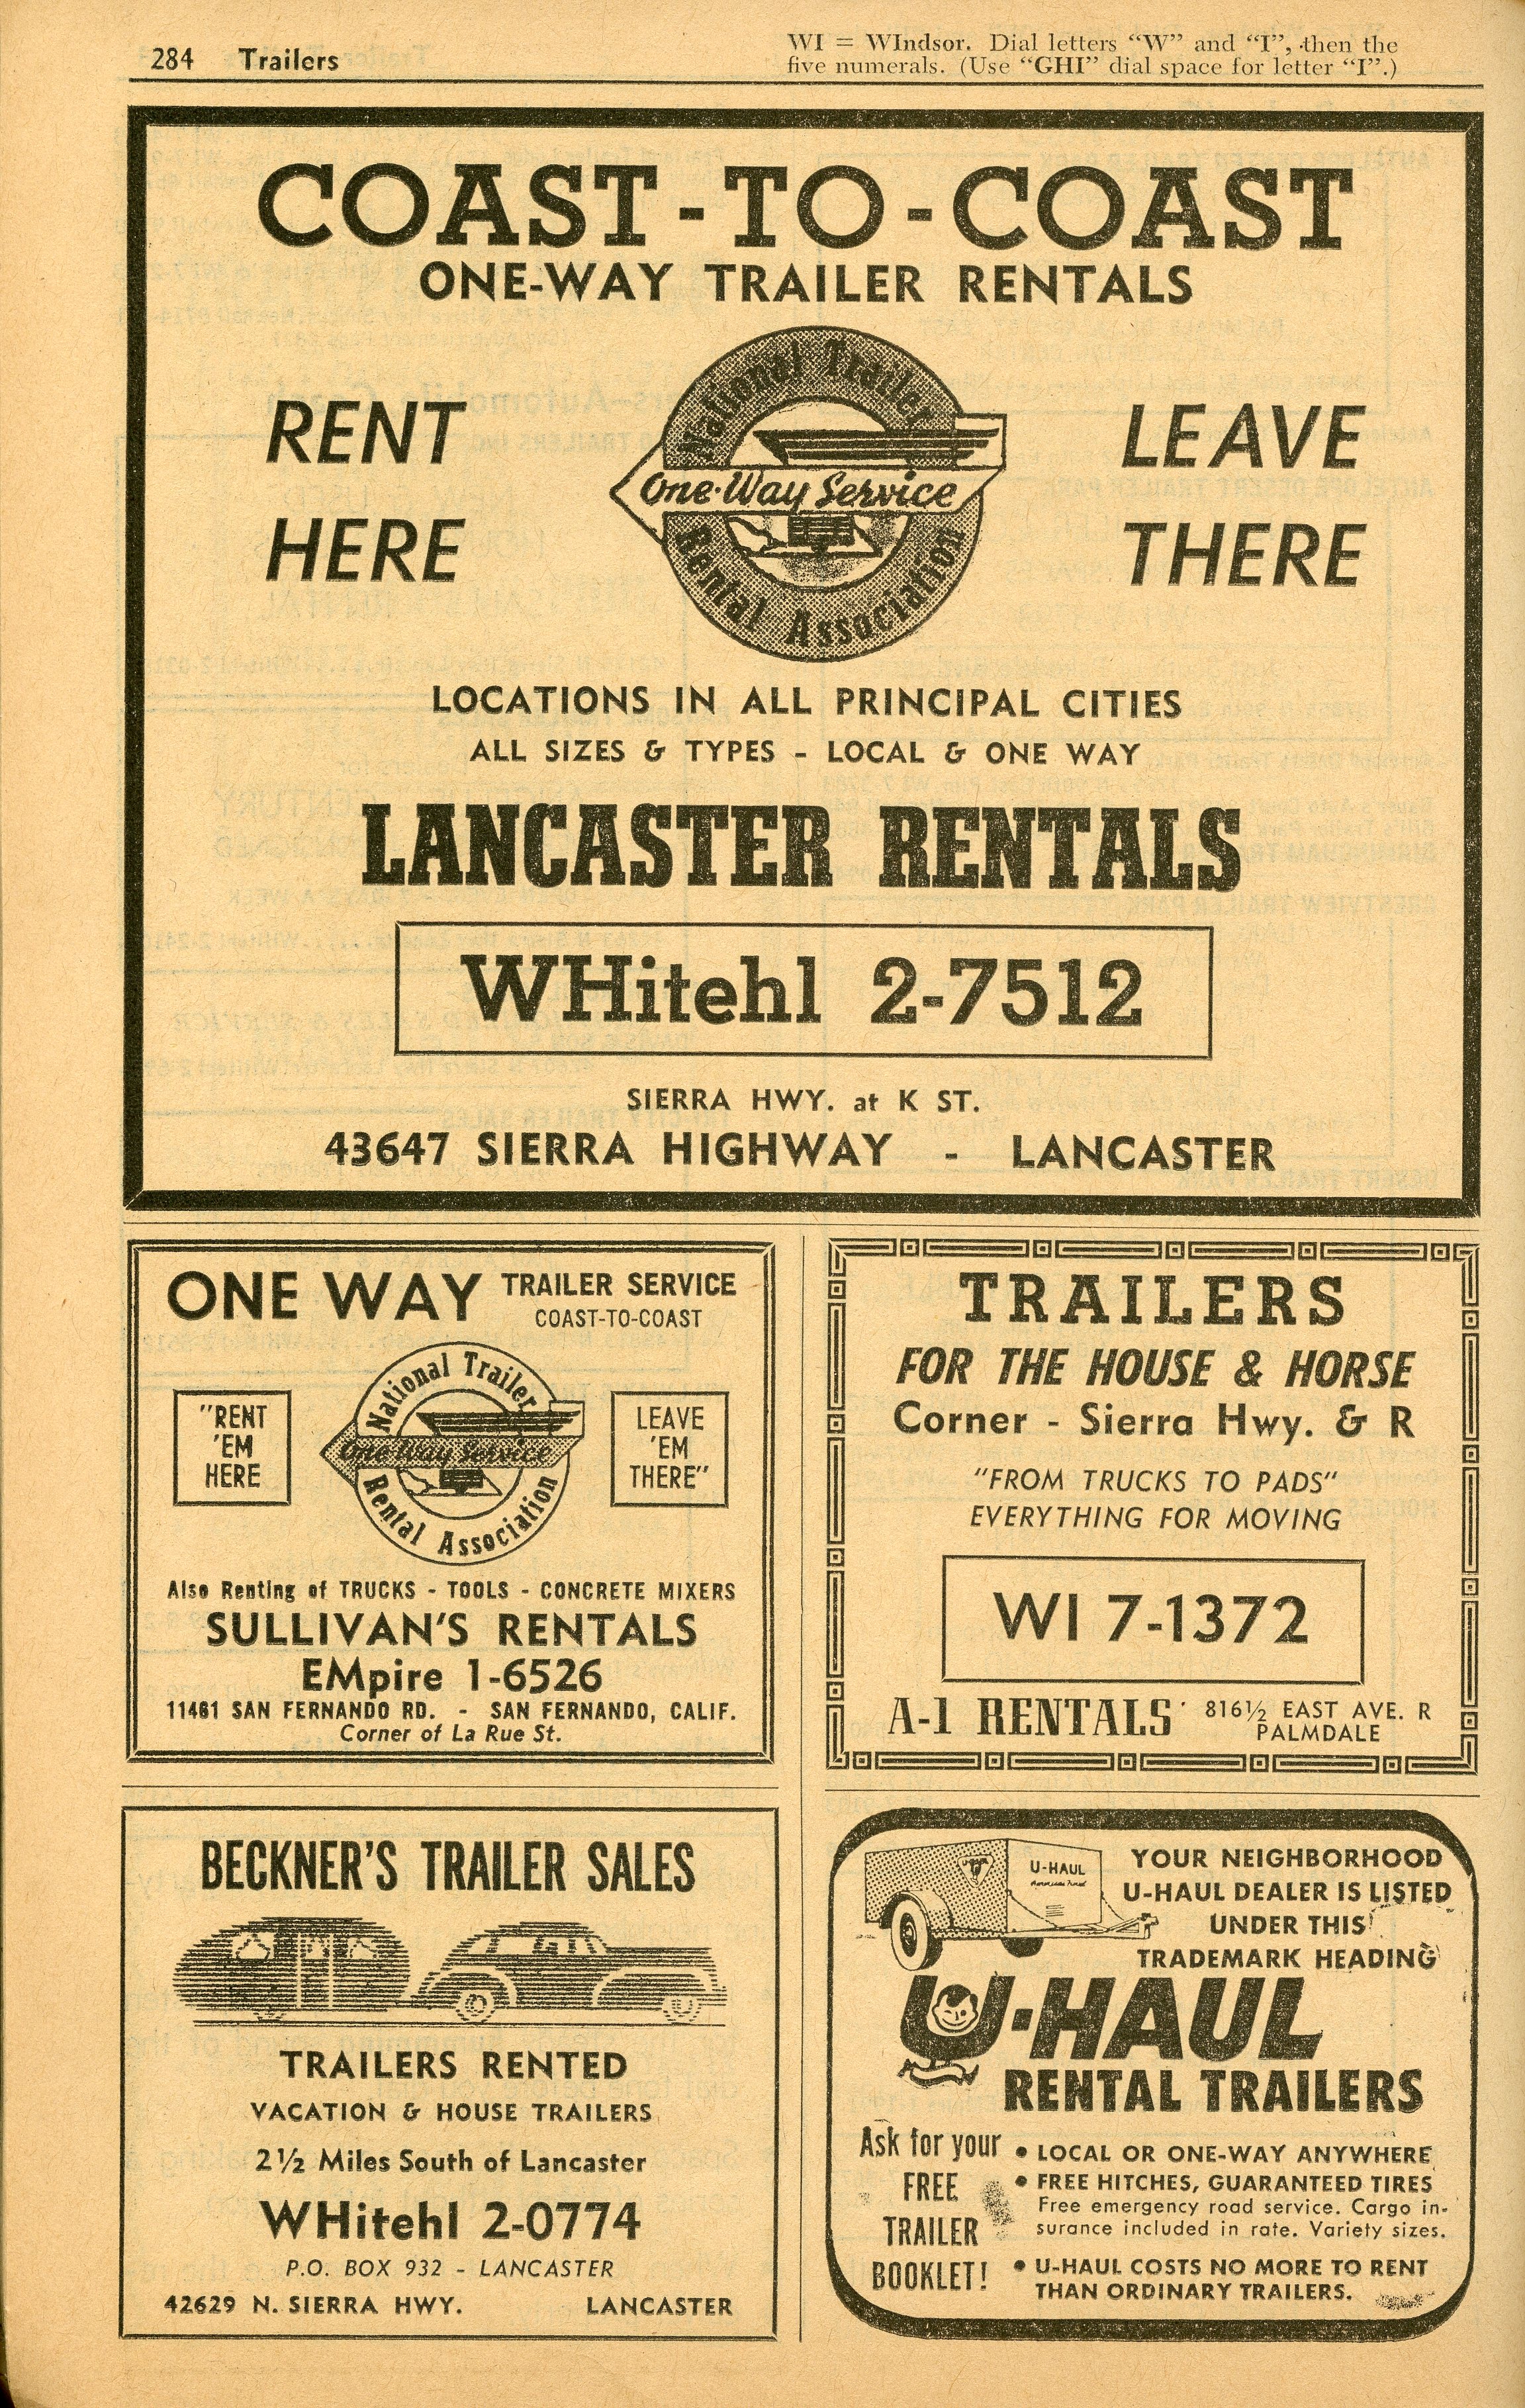 284 Trailers
WI = WIndsor. Dial letters "W" and "I", then the
five numerals. (Use "GHI" dial space for letter "I".)
COAST-TO-COAST
ONE-WAY TRAILER RENTALS
RENT
HERE
National Trailer
One-Way Service
Rental Association
LEAVE
THERE
LOCATIONS IN ALL PRINCIPAL CITIES
ALL SIZES & TYPES - LOCAL & ONE WAY
LANCASTER RENTALS
WHitehl 2-7512
SIERRA HWY. at K ST.
43647 SIERRA HIGHWAY - LANCASTER
ONE WAY TRAILER SERVICE
COAST-TO-COAST
"RENT
'EM
HERE
National Trailer
One Way Service
Rental Association
LEAVE
'EM
THERE"
Also Renting of TRUCKS - TOOLS - CONCRETE MIXERS
SULLIVAN'S RENTALS
EMpire 1-6526
11461 SAN FERNANDO RD. - SAN FERNANDO, CALIF.
Corner of La Rue St.
TRAILERS
FOR THE HOUSE & HORSE
Corner - Sierra Hwy. & R
"FROM TRUCKS TO PADS"
EVERYTHING FOR MOVING
WI 7-1372
A-1 RENTALS 816½ EAST AVE. R
PALMDALE
BECKNER'S TRAILER SALES
TRAILERS RENTED
VACATION & HOUSE TRAILERS
2½ Miles South of Lancaster
WHitehl 2-0774
P.O. BOX 932 - LANCASTER
42629 N. SIERRA HWY. LANCASTER
U-HAUL
YOUR NEIGHBORHOOD
U-HAUL DEALER IS LISTED
UNDER THIS
TRADEMARK HEADING
U-HAUL
RENTAL TRAILERS
Ask for your
FREE
TRAILER
BOOKLET!
• LOCAL OR ONE-WAY ANYWHERE
• FREE HITCHES, GUARANTEED TIRES
Free emergency road service. Cargo in-
surance included in rate. Variety sizes.
• U-HAUL COSTS NO MORE TO RENT
THAN ORDINARY TRAILERS.